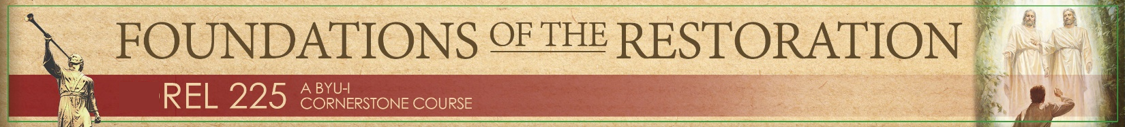 FOUNDATIONS OF THE RESTORATION
REL 225
A BYU-I
CORNERSTONE COURSE